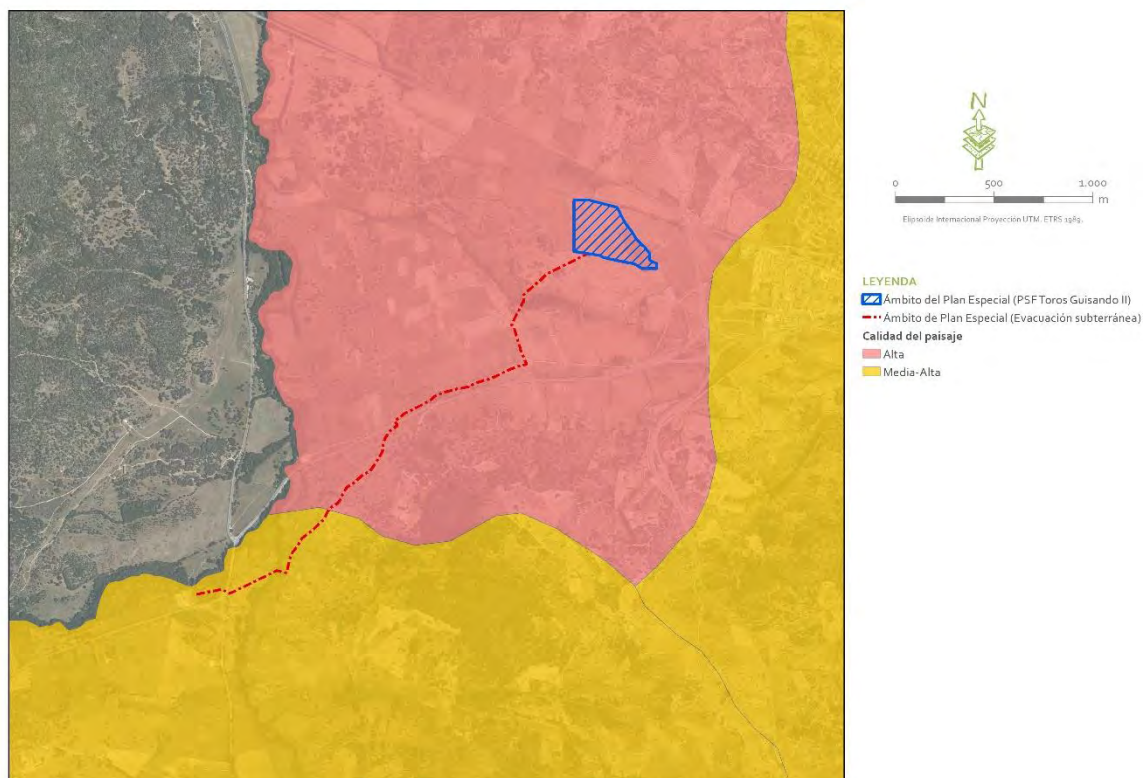 N
0 500 1.000
m
Elipsoide Internacional Proyección UTM. ETRS 1989.
LEYENDA
Ámbito del Plan Especial (PSF Toros Guisando II)
Ámbito de Plan Especial (Evacuación subterránea)
Calidad del paisaje
Alta
Media-Alta